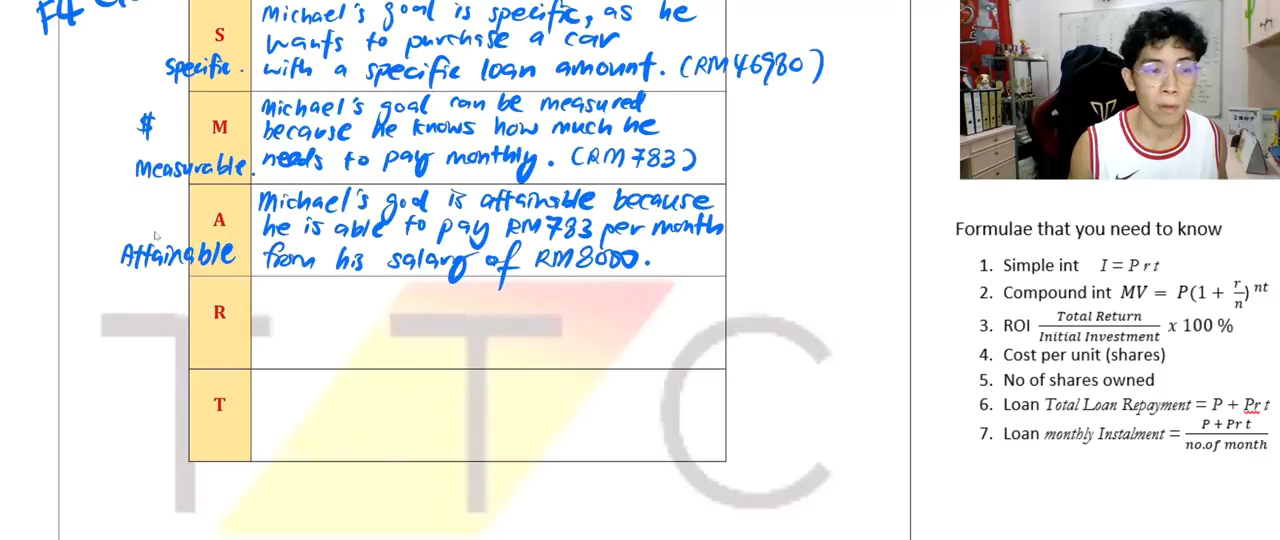 F4
S
Specific.
Michael's goal is specific, as he
wants to purchase a car
with a specific loan amount. (RM46980)
$
M
Measurable.
Michael's goal can be measured
because he knows how much he
needs to pay monthly. (RM783)
A
Attainable
Michael's goal is attainable because
he is able to pay RM783 per month
from his salary of RM8000.
R
T
TTC
Formulae that you need to know
1. Simple int I = P r t
2. Compound int MV = P(1 + r/n) nt
3. ROI Total Return / Initial Investment x 100 %
4. Cost per unit (shares)
5. No of shares owned
6. Loan Total Loan Repayment = P + Pr t
7. Loan monthly Instalment = P + Pr t / no.of month